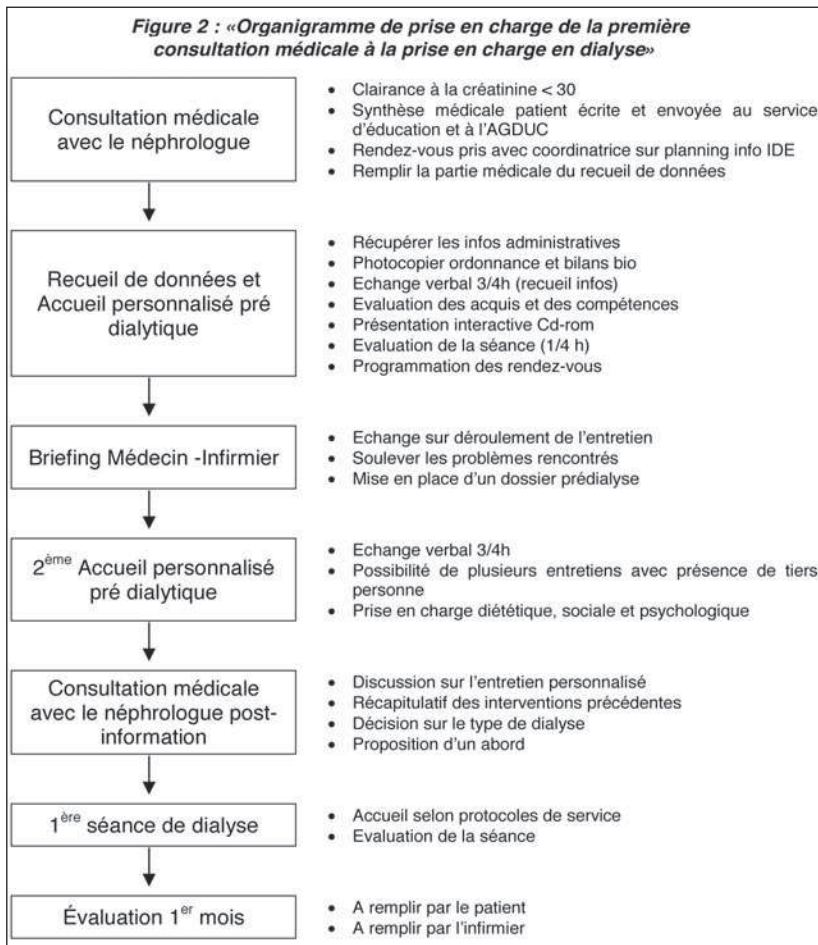 Figure 2 : «Organigramme de prise en charge de la première
consultation médicale à la prise en charge en dialyse»
Consultation médicale
avec le néphrologue
• Clairance à la créatinine < 30
• Synthèse médicale patient écrite et envoyée au service
d'éducation et à l'AGDUC
• Rendez-vous pris avec coordinatrice sur planning info IDE
• Remplir la partie médicale du recueil de données
Recueil de données et
Accueil personnalisé pré
dialytique
• Récupérer les infos administratives
• Photocopier ordonnance et bilans bio
• Echange verbal 3/4h (recueil infos)
• Evaluation des acquis et des compétences
• Présentation interactive Cd-rom
• Evaluation de la séance (1/4 h)
• Programmation des rendez-vous
Briefing Médecin -Infirmier
• Echange sur déroulement de l'entretien
• Soulever les problèmes rencontrés
• Mise en place d'un dossier prédialyse
2ème Accueil personnalisé
pré dialytique
• Echange verbal 3/4h
• Possibilité de plusieurs entretiens avec présence de tiers
personne
• Prise en charge diététique, sociale et psychologique
Consultation médicale
avec le néphrologue post-
information
• Discussion sur l'entretien personnalisé
• Récapitulatif des interventions précédentes
• Décision sur le type de dialyse
• Proposition d'un abord
1ère séance de dialyse
• Accueil selon protocoles de service
• Evaluation de la séance
Évaluation 1er mois
• A remplir par le patient
• A remplir par l'infirmier